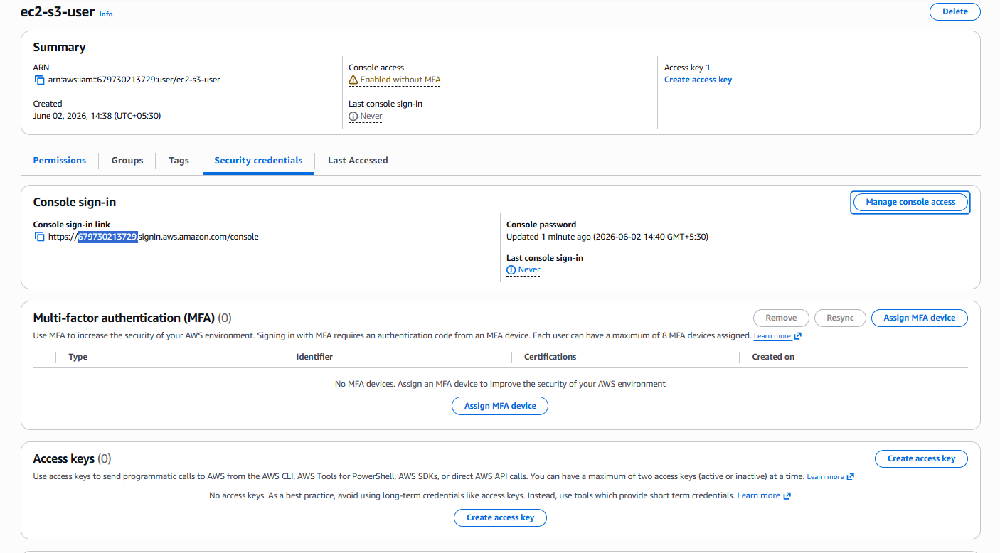 ec2-s3-user Info
Delete
Summary
ARN
arn:aws:iam::679730213729:user/ec2-s3-user
Created
June 02, 2026, 14:38 (UTC+05:30)
Console access
Enabled without MFA
Last console sign-in
Never
Access key 1
Create access key
Permissions
Groups
Tags
Security credentials
Last Accessed
Console sign-in
Manage console access
Console sign-in link
https://679730213729.signin.aws.amazon.com/console
Console password
Updated 1 minute ago (2026-06-02 14:40 GMT+5:30)
Last console sign-in
Never
Multi-factor authentication (MFA) (0)
Remove
Resync
Assign MFA device
Use MFA to increase the security of your AWS environment. Signing in with MFA requires an authentication code from an MFA device. Each user can have a maximum of 8 MFA devices assigned. Learn more
Type
Identifier
Certifications
Created on
No MFA devices. Assign an MFA device to improve the security of your AWS environment
Assign MFA device
Access keys (0)
Create access key
Use access keys to send programmatic calls to AWS from the AWS CLI, AWS Tools for PowerShell, AWS SDKs, or direct AWS API calls. You can have a maximum of two access keys (active or inactive) at a time. Learn more
No access keys. As a best practice, avoid using long-term credentials like access keys. Instead, use tools which provide short term credentials. Learn more
Create access key